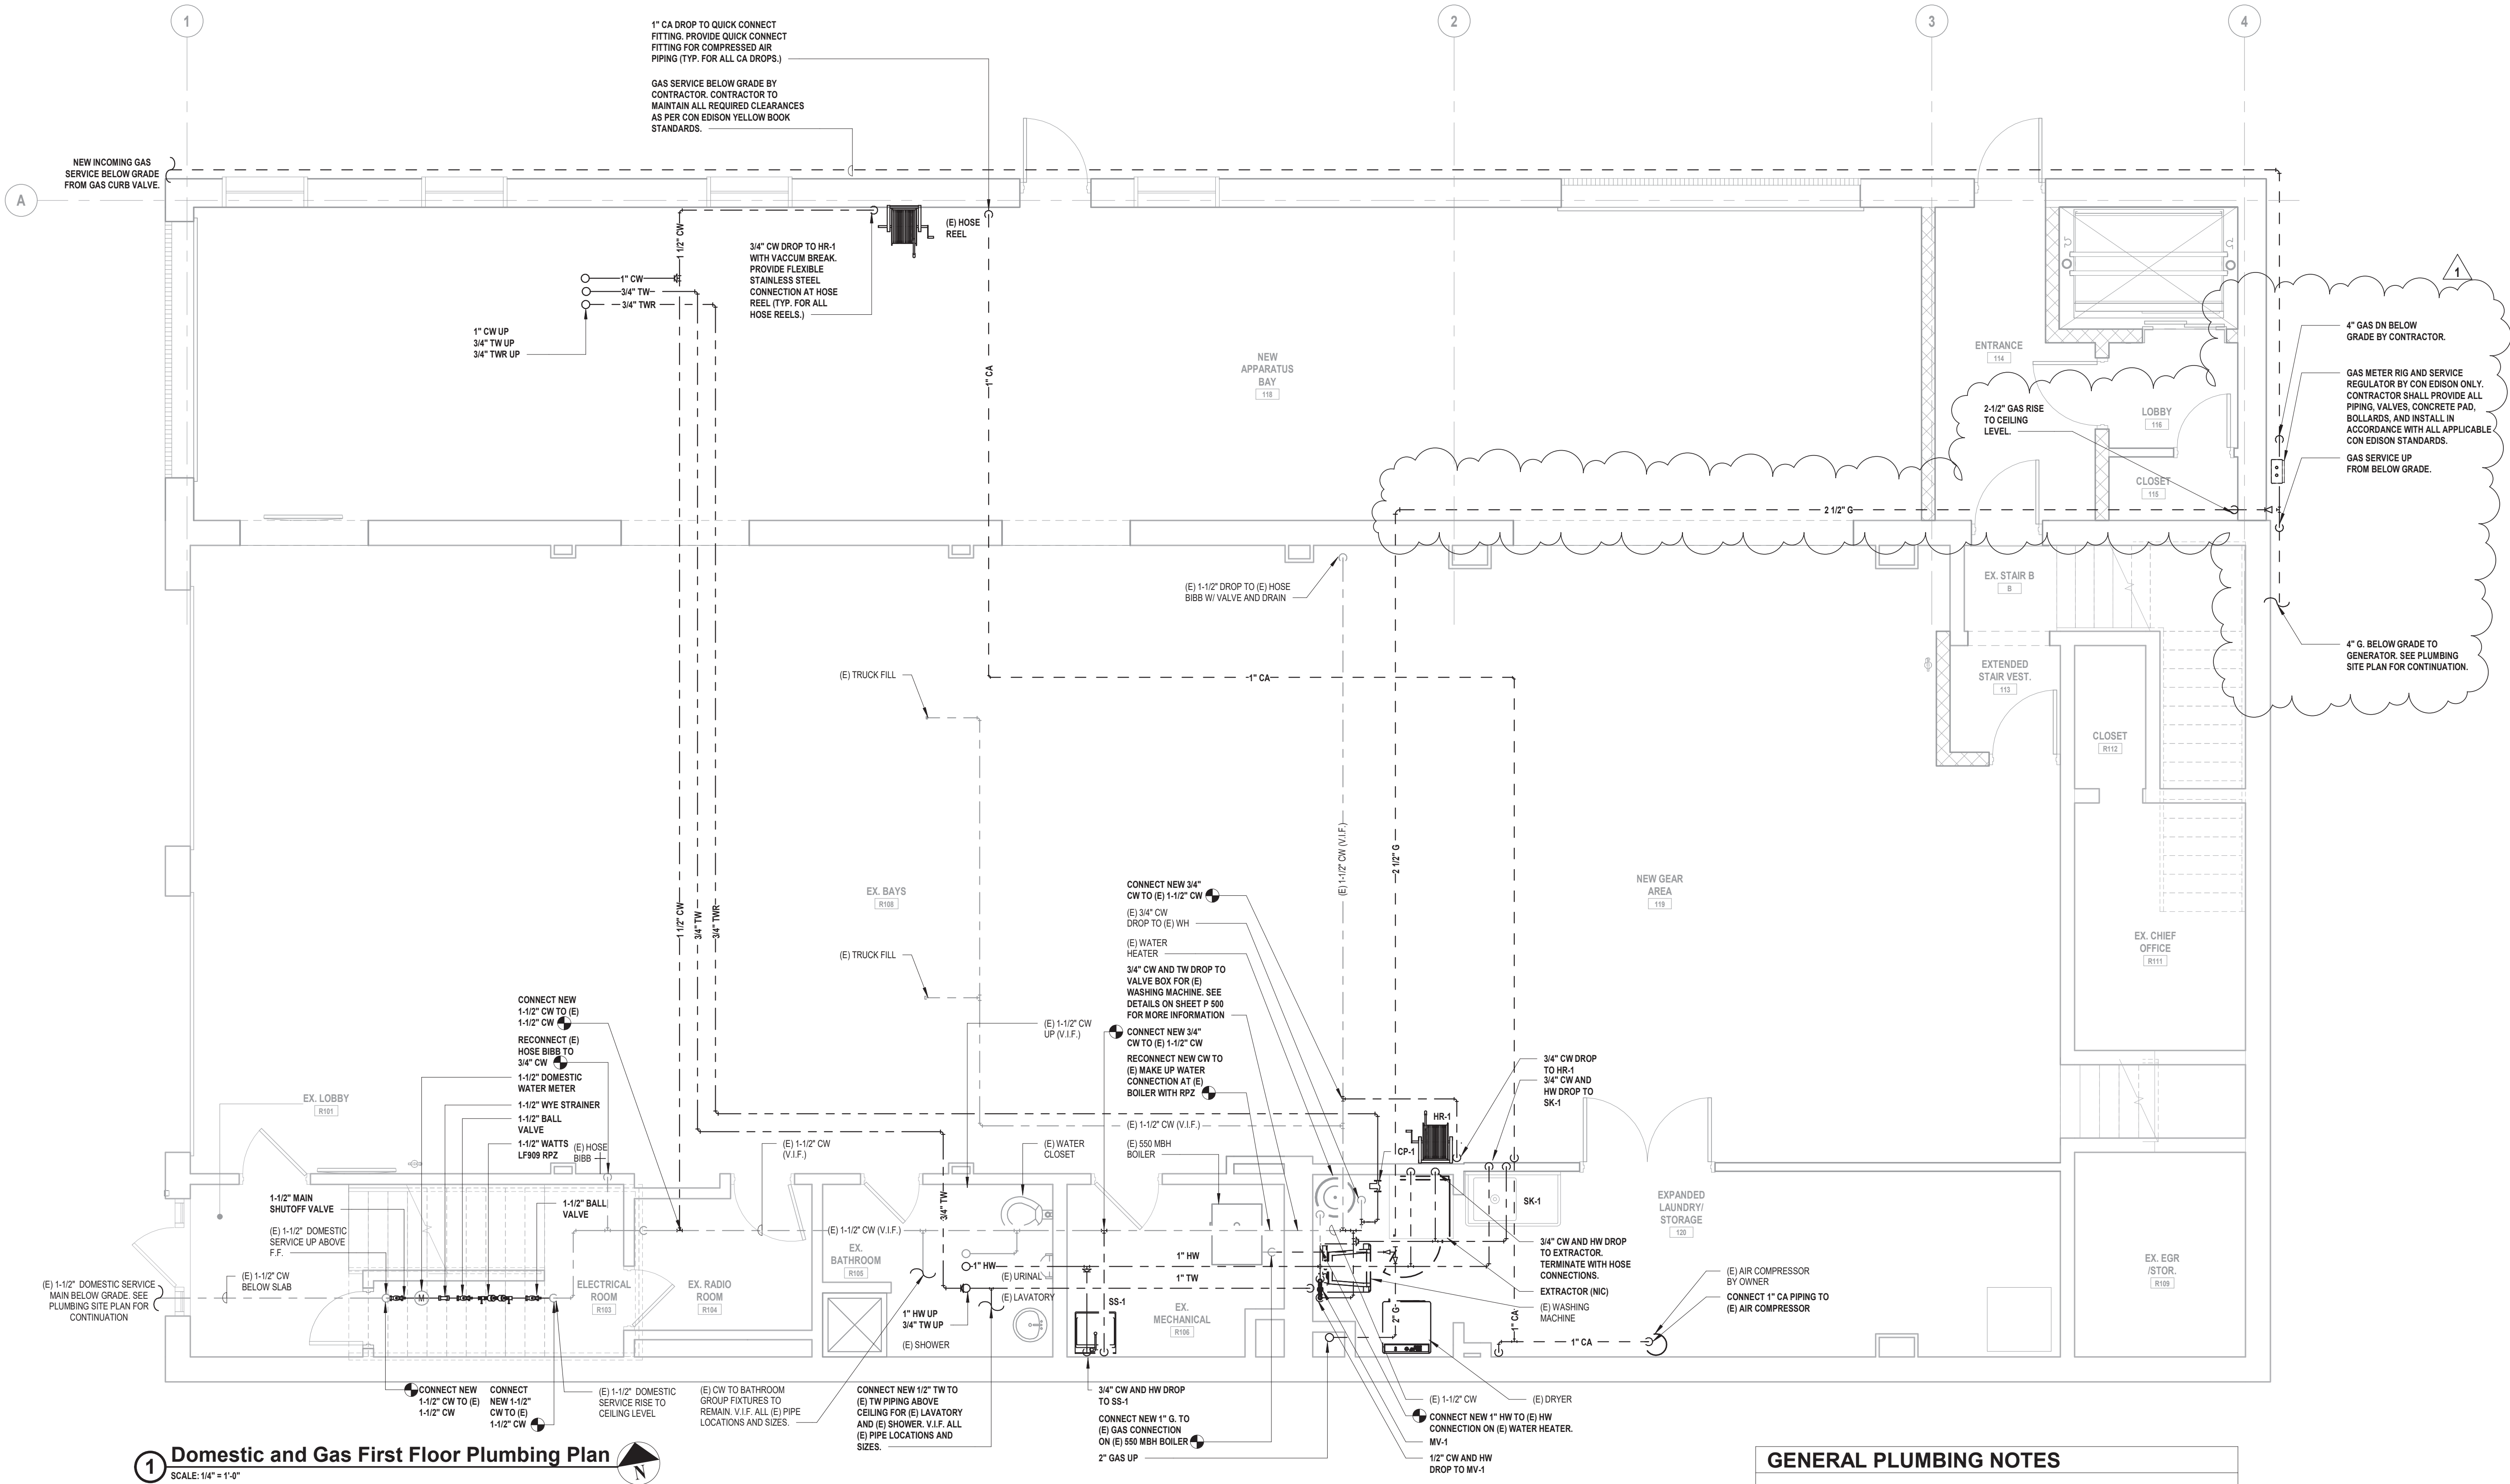 1
2
3
4
A
1" CA DROP TO QUICK CONNECT
FITTING. PROVIDE QUICK CONNECT
FITTING FOR COMPRESSED AIR
PIPING (TYP. FOR ALL CA DROPS.)
GAS SERVICE BELOW GRADE BY
CONTRACTOR. CONTRACTOR TO
MAINTAIN ALL REQUIRED CLEARANCES
AS PER CON EDISON YELLOW BOOK
STANDARDS.
NEW INCOMING GAS
SERVICE BELOW GRADE
FROM GAS CURB VALVE.
1 1/2" CW
(E) HOSE
REEL
3/4" CW DROP TO HR-1
WITH VACCUM BREAK.
PROVIDE FLEXIBLE
STAINLESS STEEL
CONNECTION AT HOSE
REEL (TYP. FOR ALL
HOSE REELS.)
1" CW
3/4" TW
3/4" TWR
1" CW UP
3/4" TW UP
3/4" TWR UP
1" CA
NEW
APPARATUS
BAY
118
ENTRANCE
114
LOBBY
116
2-1/2" GAS RISE
TO CEILING
LEVEL.
CLOSET
115
1
4" GAS DN BELOW
GRADE BY CONTRACTOR.
GAS METER RIG AND SERVICE
REGULATOR BY CON EDISON ONLY.
CONTRACTOR SHALL PROVIDE ALL
PIPING, VALVES, CONCRETE PAD,
BOLLARDS, AND INSTALL IN
ACCORDANCE WITH ALL APPLICABLE
CON EDISON STANDARDS.
GAS SERVICE UP
FROM BELOW GRADE.
2 1/2" G
(E) 1-1/2" DROP TO (E) HOSE
BIBB W/ VALVE AND DRAIN
EX. STAIR B
B
4" G. BELOW GRADE TO
GENERATOR. SEE PLUMBING
SITE PLAN FOR CONTINUATION.
EXTENDED
STAIR VEST.
113
(E) TRUCK FILL
1" CA
CLOSET
R112
(E) 1-1/2" CW (V.I.F.)
2 1/2" G
EX. BAYS
R108
NEW GEAR
AREA
119
EX. CHIEF
OFFICE
R111
1 1/2" CW
3/4" TW
3/4" TWR
(E) TRUCK FILL
CONNECT NEW 3/4"
CW TO (E) 1-1/2" CW
(E) 3/4" CW
DROP TO (E) WH
(E) WATER
HEATER
3/4" CW AND TW DROP TO
VALVE BOX FOR (E)
WASHING MACHINE. SEE
DETAILS ON SHEET P 500
FOR MORE INFORMATION
CONNECT NEW 3/4"
CW TO (E) 1-1/2" CW
RECONNECT NEW CW TO
(E) MAKE UP WATER
CONNECTION AT (E)
BOILER WITH RPZ
(E) 1-1/2" CW
UP (V.I.F.)
CONNECT NEW
1-1/2" CW TO (E)
1-1/2" CW
RECONNECT (E)
HOSE BIBB TO
3/4" CW
1-1/2" DOMESTIC
WATER METER
1-1/2" WYE STRAINER
1-1/2" BALL
VALVE
1-1/2" WATTS
LF909 RPZ
(E) HOSE
BIBB
EX. LOBBY
R101
3/4" CW DROP
TO HR-1
3/4" CW AND
HW DROP TO
SK-1
(E) 1-1/2" CW (V.I.F.)
HR-1
CP-1
(E) 1-1/2" CW
(V.I.F.)
(E) WATER
CLOSET
(E) 550 MBH
BOILER
1-1/2" MAIN
SHUTOFF VALVE
1-1/2" BALL
VALVE
3/4" TW
SK-1
EXPANDED
LAUNDRY/
STORAGE
120
(E) 1-1/2" DOMESTIC
SERVICE UP ABOVE
F.F.
(E) 1-1/2" CW (V.I.F.)
EX.
BATHROOM
R105
1" HW
1" HW
1" TW
3/4" CW AND HW DROP
TO EXTRACTOR.
TERMINATE WITH HOSE
CONNECTIONS.
EXTRACTOR (NIC)
(E) WASHING
MACHINE
EX. EGR
/STOR.
R109
(E) 1-1/2" DOMESTIC SERVICE
MAIN BELOW GRADE. SEE
PLUMBING SITE PLAN FOR
CONTINUATION
(E) 1-1/2" CW
BELOW SLAB
M
ELECTRICAL
ROOM
R103
EX. RADIO
ROOM
R104
(E) URINAL
(E) LAVATORY
1" HW UP
3/4" TW UP
(E) SHOWER
SS-1
EX.
MECHANICAL
R106
2" G
1" CA
1" CA
(E) AIR COMPRESSOR
BY OWNER
CONNECT 1" CA PIPING TO
(E) AIR COMPRESSOR
CONNECT NEW
1-1/2" CW TO (E)
1-1/2" CW
CONNECT
NEW 1-1/2"
CW TO (E)
1-1/2" CW
(E) 1-1/2" DOMESTIC
SERVICE RISE TO
CEILING LEVEL
(E) CW TO BATHROOM
GROUP FIXTURES TO
REMAIN. V.I.F. ALL (E) PIPE
LOCATIONS AND SIZES.
CONNECT NEW 1/2" TW TO
(E) TW PIPING ABOVE
CEILING FOR (E) LAVATORY
AND (E) SHOWER. V.I.F. ALL
(E) PIPE LOCATIONS AND
SIZES.
3/4" CW AND HW DROP
TO SS-1
CONNECT NEW 1" G. TO
(E) GAS CONNECTION
ON (E) 550 MBH BOILER
2" GAS UP
(E) 1-1/2" CW
(E) DRYER
CONNECT NEW 1" HW TO (E) HW
CONNECTION ON (E) WATER HEATER.
MV-1
1/2" CW AND HW
DROP TO MV-1
1
Domestic and Gas First Floor Plumbing Plan
SCALE: 1/4" = 1'-0"
N
GENERAL PLUMBING NOTES